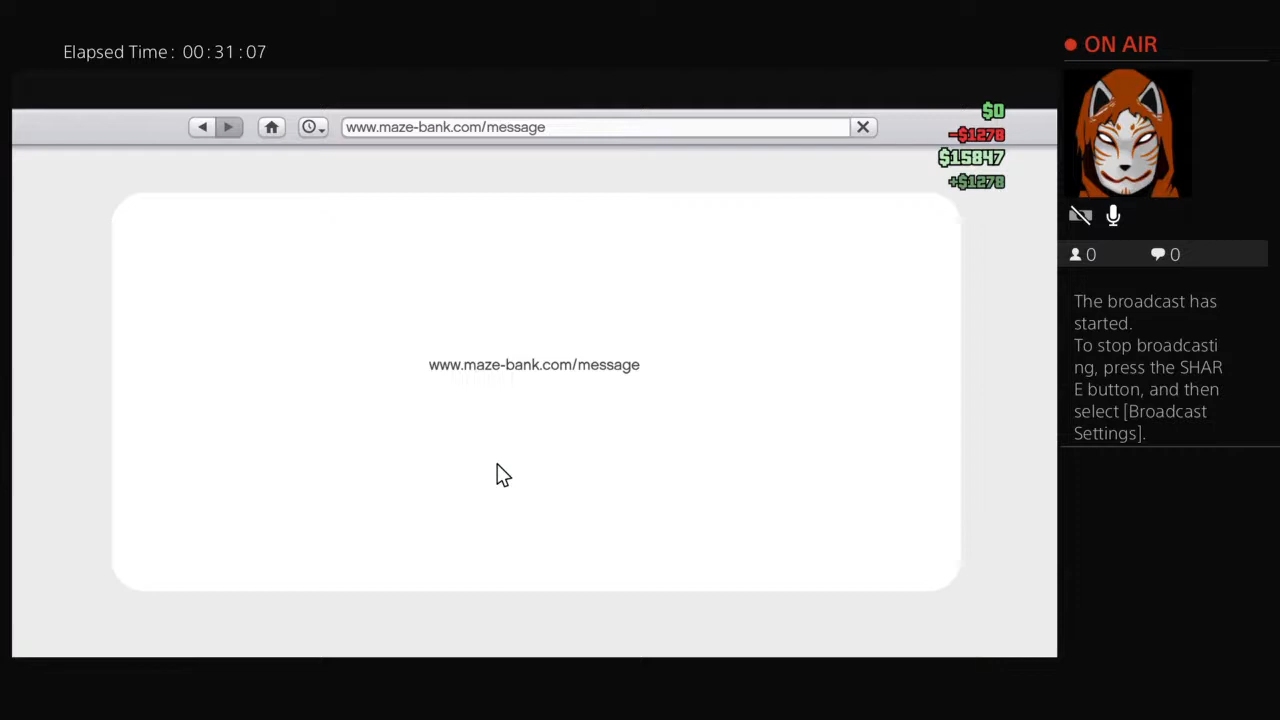 Elapsed Time: 00:31:07
ON AIR
www.maze-bank.com/message
$0
-$1278
$15847
+$1278
0
0
www.maze-bank.com/message
The broadcast has
started.
To stop broadcasti
ng, press the SHAR
E button, and then
select [Broadcast
Settings].